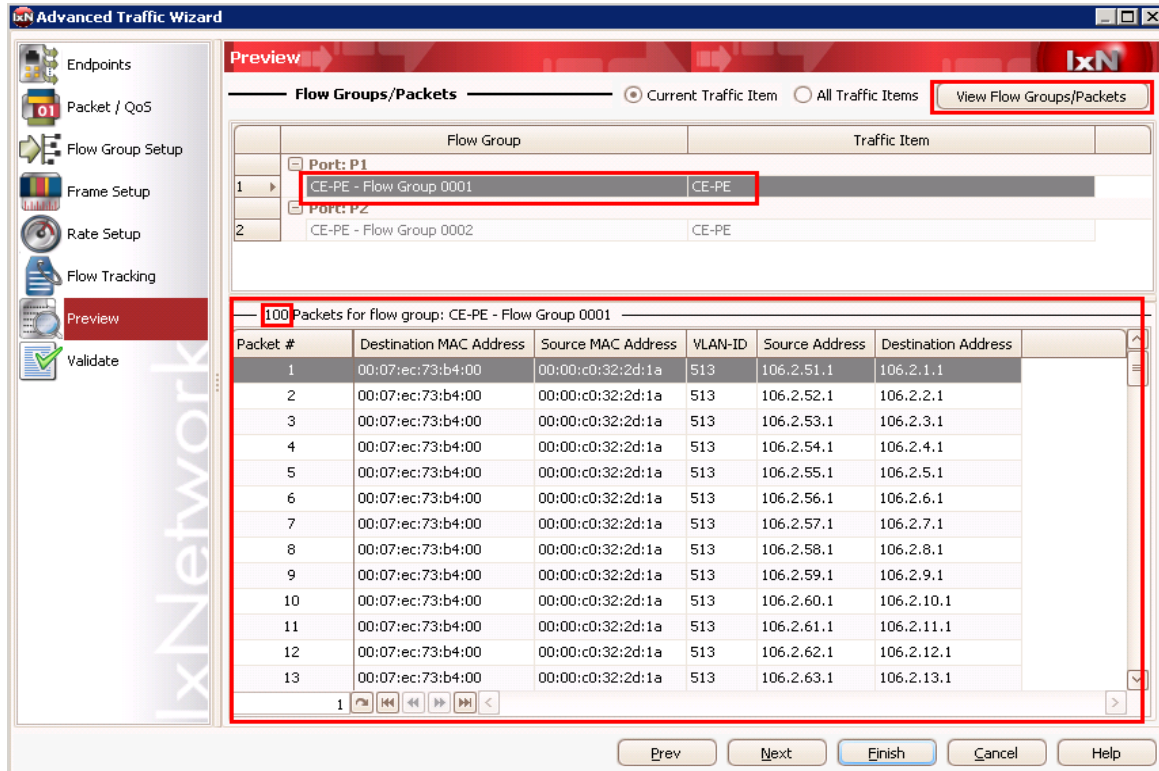 IxN Advanced Traffic Wizard
Endpoints
Packet / QoS
Flow Group Setup
Frame Setup
Rate Setup
Flow Tracking
Preview
Validate
IxNetwork
Preview
IxN
Flow Groups/Packets Current Traffic Item All Traffic Items View Flow Groups/Packets
Flow Group Traffic Item
Port: P1
1 CE-PE - Flow Group 0001 CE-PE
Port: P2
2 CE-PE - Flow Group 0002 CE-PE
100 Packets for flow group: CE-PE - Flow Group 0001
Packet # Destination MAC Address Source MAC Address VLAN-ID Source Address Destination Address
1 00:07:ec:73:b4:00 00:00:c0:32:2d:1a 513 106.2.51.1 106.2.1.1
2 00:07:ec:73:b4:00 00:00:c0:32:2d:1a 513 106.2.52.1 106.2.2.1
3 00:07:ec:73:b4:00 00:00:c0:32:2d:1a 513 106.2.53.1 106.2.3.1
4 00:07:ec:73:b4:00 00:00:c0:32:2d:1a 513 106.2.54.1 106.2.4.1
5 00:07:ec:73:b4:00 00:00:c0:32:2d:1a 513 106.2.55.1 106.2.5.1
6 00:07:ec:73:b4:00 00:00:c0:32:2d:1a 513 106.2.56.1 106.2.6.1
7 00:07:ec:73:b4:00 00:00:c0:32:2d:1a 513 106.2.57.1 106.2.7.1
8 00:07:ec:73:b4:00 00:00:c0:32:2d:1a 513 106.2.58.1 106.2.8.1
9 00:07:ec:73:b4:00 00:00:c0:32:2d:1a 513 106.2.59.1 106.2.9.1
10 00:07:ec:73:b4:00 00:00:c0:32:2d:1a 513 106.2.60.1 106.2.10.1
11 00:07:ec:73:b4:00 00:00:c0:32:2d:1a 513 106.2.61.1 106.2.11.1
12 00:07:ec:73:b4:00 00:00:c0:32:2d:1a 513 106.2.62.1 106.2.12.1
13 00:07:ec:73:b4:00 00:00:c0:32:2d:1a 513 106.2.63.1 106.2.13.1
1
Prev Next Finish Cancel Help